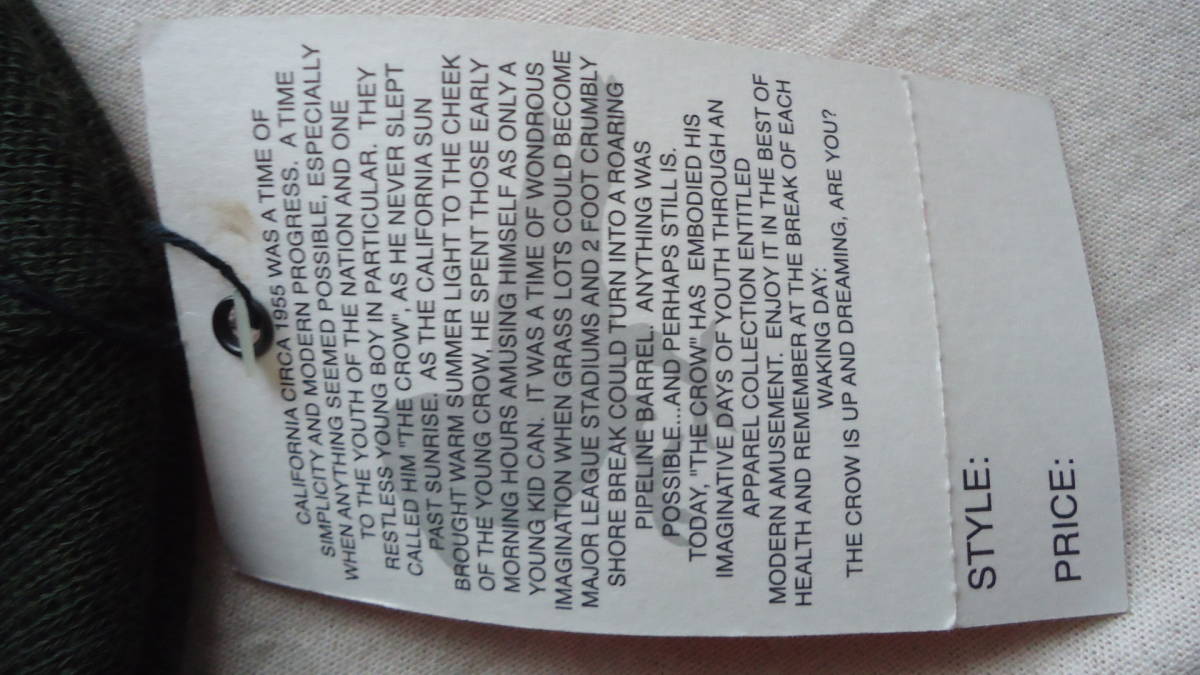 CALIFORNIA CIRCA 1955 WAS A TIME OF
SIMPLICITY AND MODERN PROGRESS. A TIME
WHEN ANYTHING SEEMED POSSIBLE, ESPECIALLY
TO THE YOUTH OF THE NATION AND ONE
RESTLESS YOUNG BOY IN PARTICULAR. THEY
CALLED HIM "THE CROW", AS HE NEVER SLEPT
PAST SUNRISE. AS THE CALIFORNIA SUN
BROUGHT WARM SUMMER LIGHT TO THE CHEEK
OF THE YOUNG CROW, HE SPENT THOSE EARLY
MORNING HOURS AMUSING HIMSELF AS ONLY A
YOUNG KID CAN. IT WAS A TIME OF WONDROUS
IMAGINATION WHEN GRASS LOTS COULD BECOME
MAJOR LEAGUE STADIUMS AND 2 FOOT CRUMBLY
SHORE BREAK COULD TURN INTO A ROARING
PIPELINE BARREL. ANYTHING WAS
POSSIBLE...AND PERHAPS STILL IS.
TODAY, "THE CROW" HAS EMBODIED HIS
IMAGINATIVE DAYS OF YOUTH THROUGH AN
APPAREL COLLECTION ENTITLED
MODERN AMUSEMENT. ENJOY IT IN THE BEST OF
HEALTH AND REMEMBER AT THE BREAK OF EACH
WAKING DAY:
THE CROW IS UP AND DREAMING, ARE YOU?
STYLE:
PRICE: